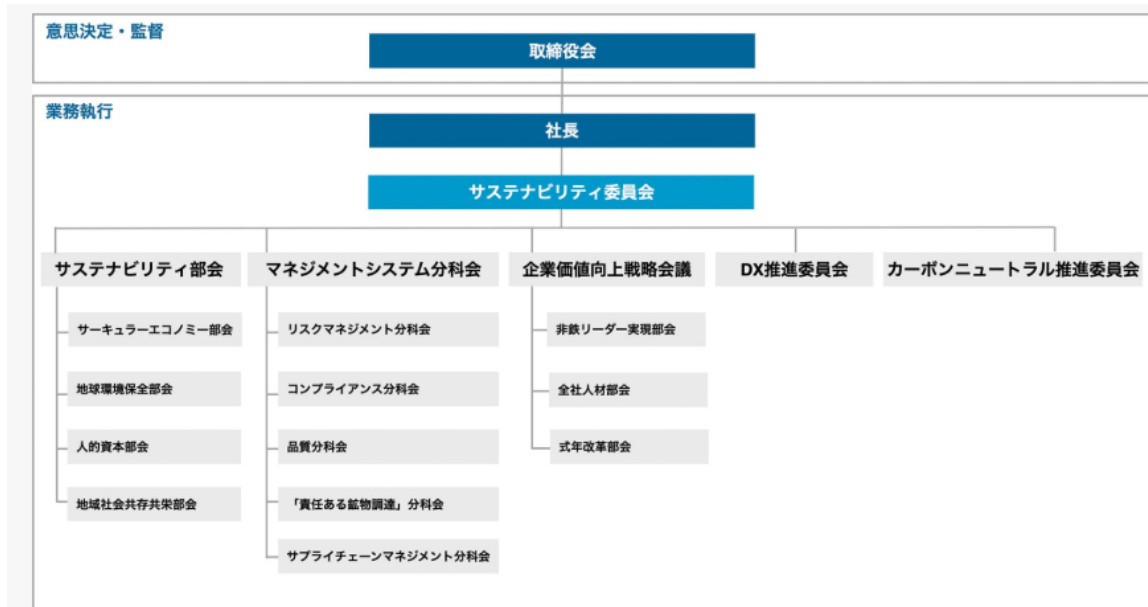 意思決定・監督
取締役会
業務執行
社長
サステナビリティ委員会
サステナビリティ部会
マネジメントシステム分科会
企業価値向上戦略会議
DX推進委員会
カーボンニュートラル推進委員会
サーキュラーエコノミー部会
地球環境保全部会
人的資本部会
地域社会共存共栄部会
リスクマネジメント分科会
コンプライアンス分科会
品質分科会
「責任ある鉱物調達」分科会
サプライチェーンマネジメント分科会
非鉄リーダー実現部会
全社人材部会
式年改革部会